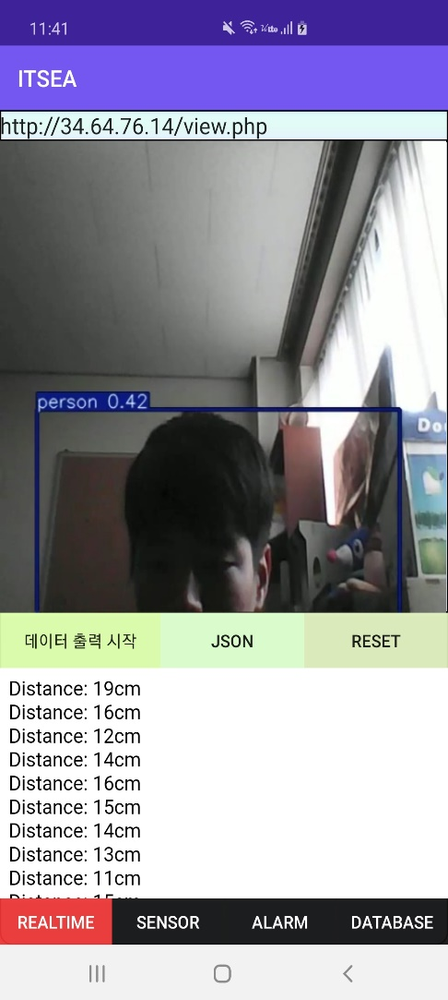 11:41
ITSEA
http://34.64.76.14/view.php
person 0.42
데이터 출력 시작 JSON RESET
Distance: 19cm
Distance: 16cm
Distance: 12cm
Distance: 14cm
Distance: 16cm
Distance: 15cm
Distance: 14cm
Distance: 13cm
Distance: 11cm
REALTIME SENSOR ALARM DATABASE